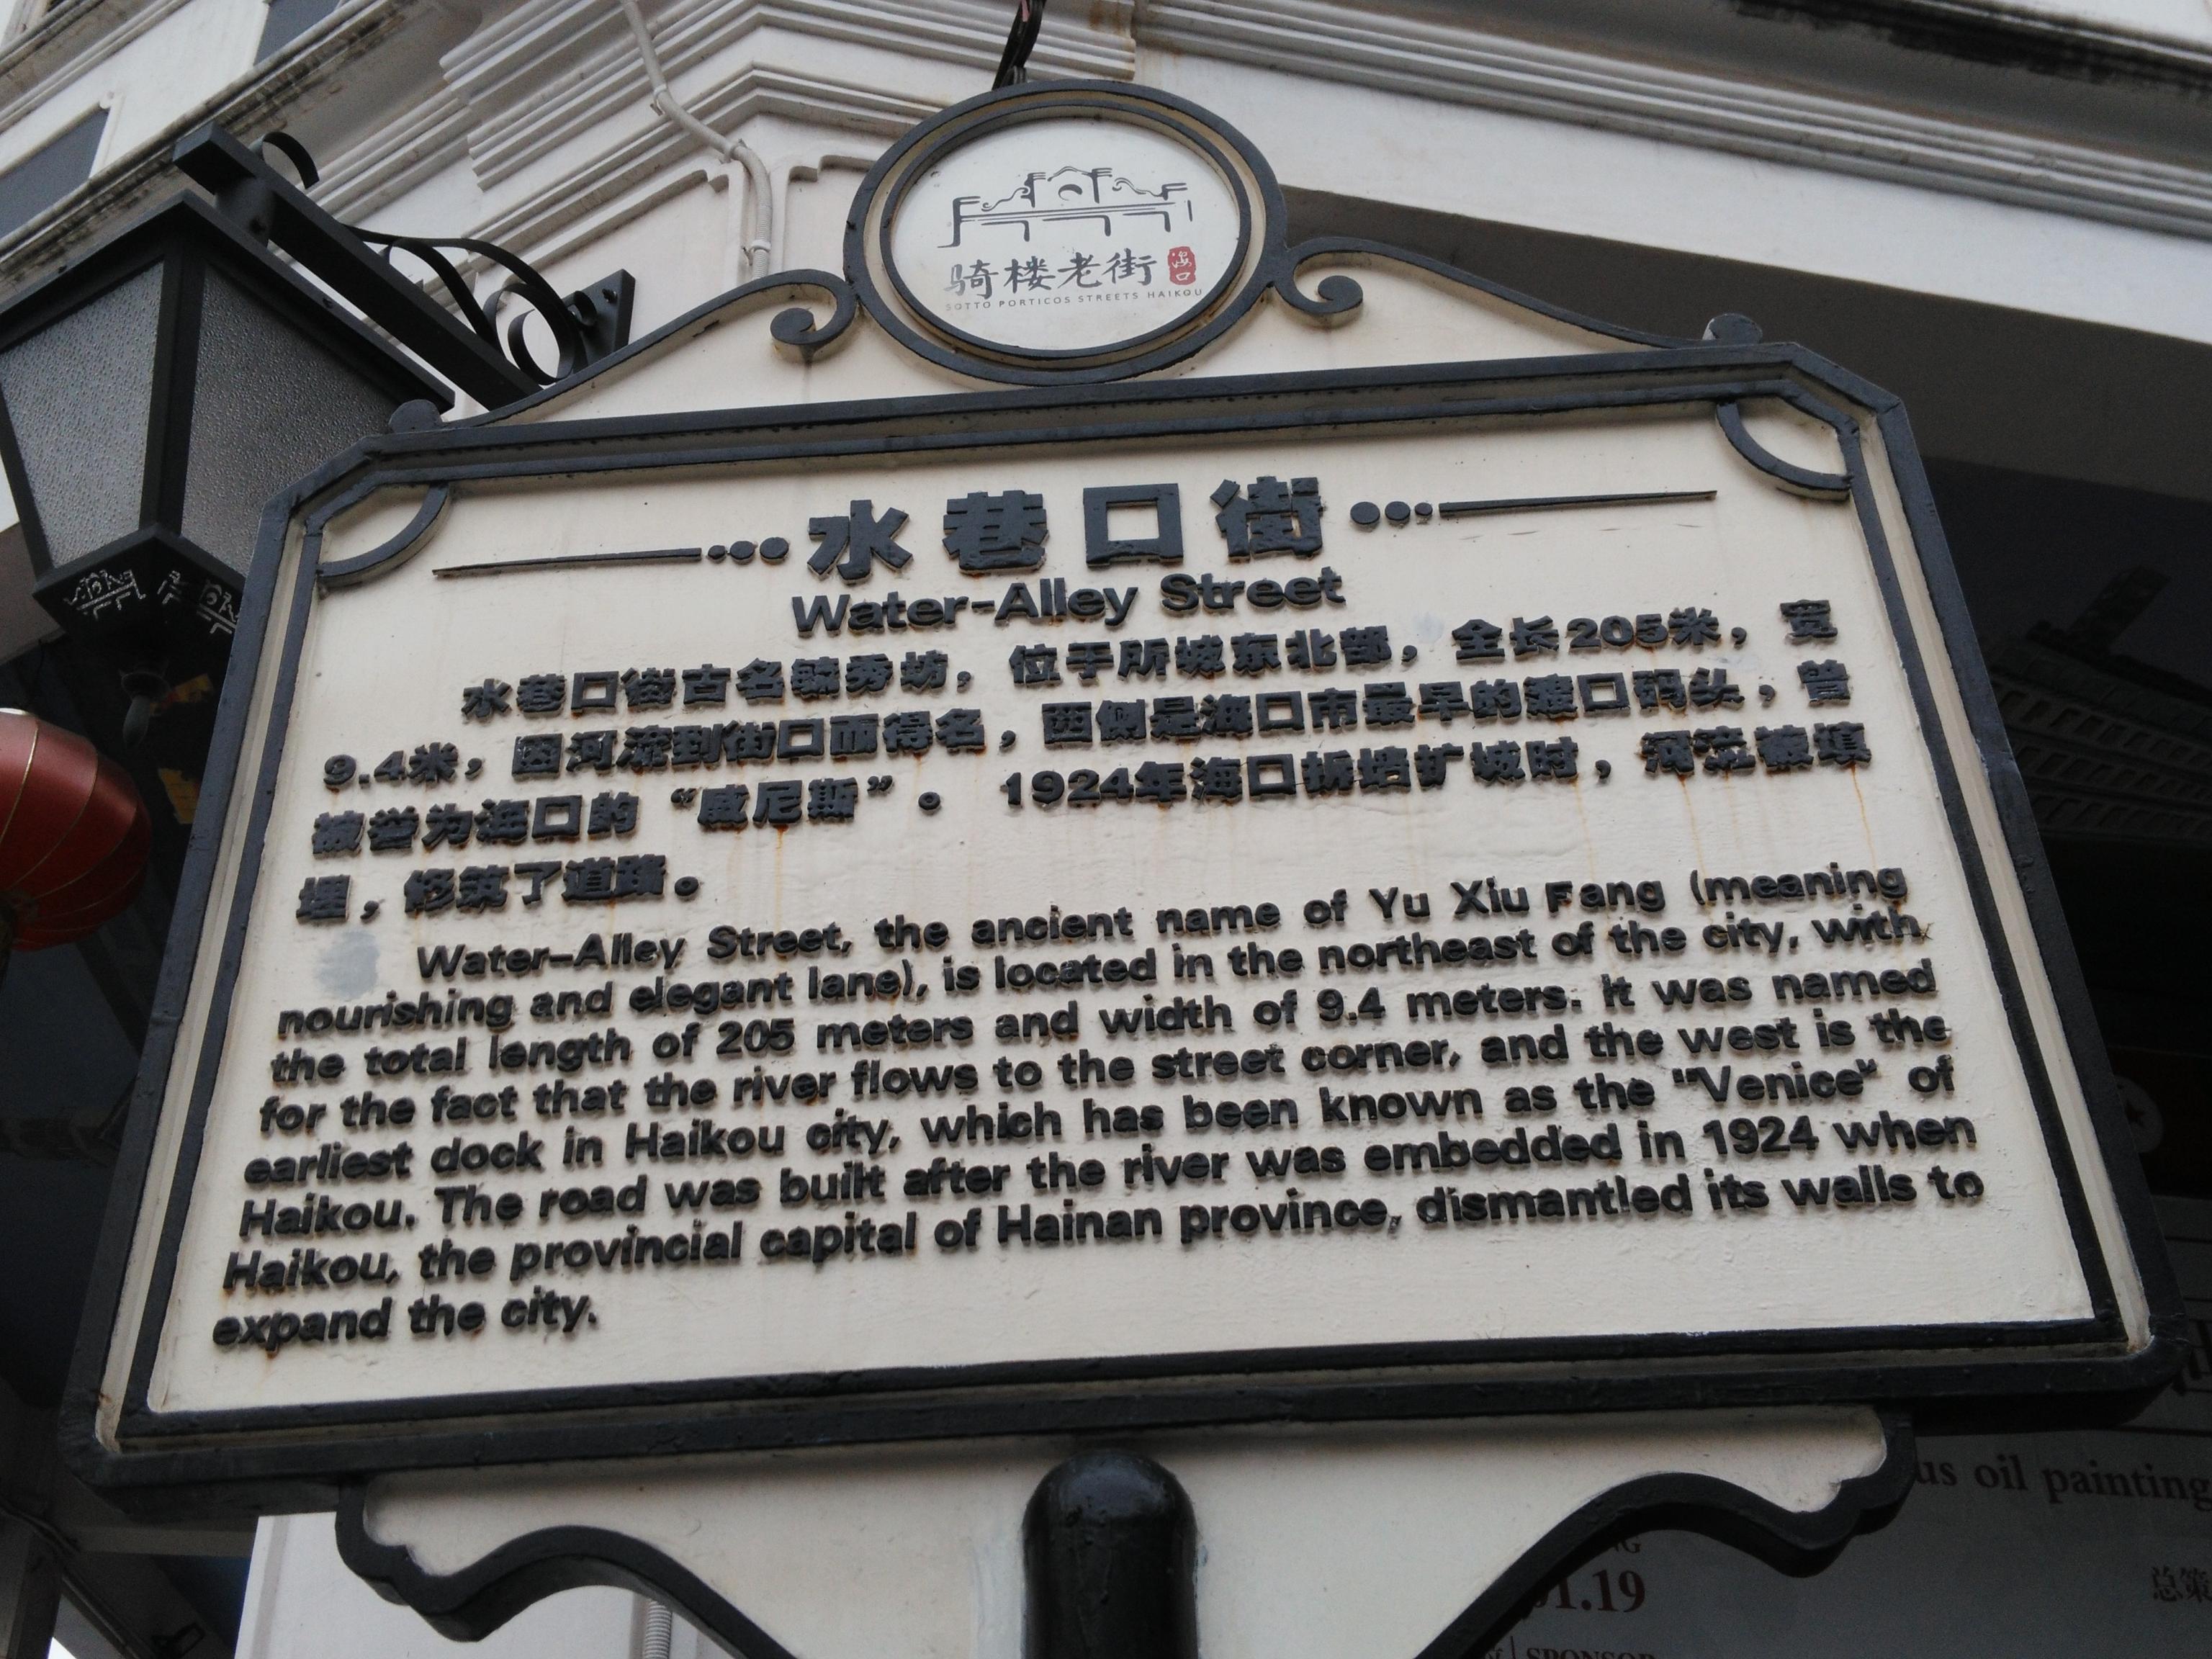 骑楼老街 海口
SOTTO PORTICOS STREETS HAIKOU
水巷口街
Water-Alley Street
水巷口街古名毓秀坊，位于所城东北部，全长205米，宽
9.4米，因河流到街口而得名，西侧是海口市最早的渡口码头，曾
被誉为海口的“威尼斯”。1924年海口拆墙扩城时，河流被填
埋，修筑了道路。
Water-Alley Street, the ancient name of Yu Xiu Fang (meaning
nourishing and elegant lane), is located in the northeast of the city, with
the total length of 205 meters and width of 9.4 meters. It was named
for the fact that the river flows to the street corner, and the west is the
earliest dock in Haikou city, which has been known as the "Venice" of
Haikou. The road was built after the river was embedded in 1924 when
Haikou, the provincial capital of Hainan province, dismantled its walls to
expand the city.
us oil painting
1.19
总策
SPONSOR